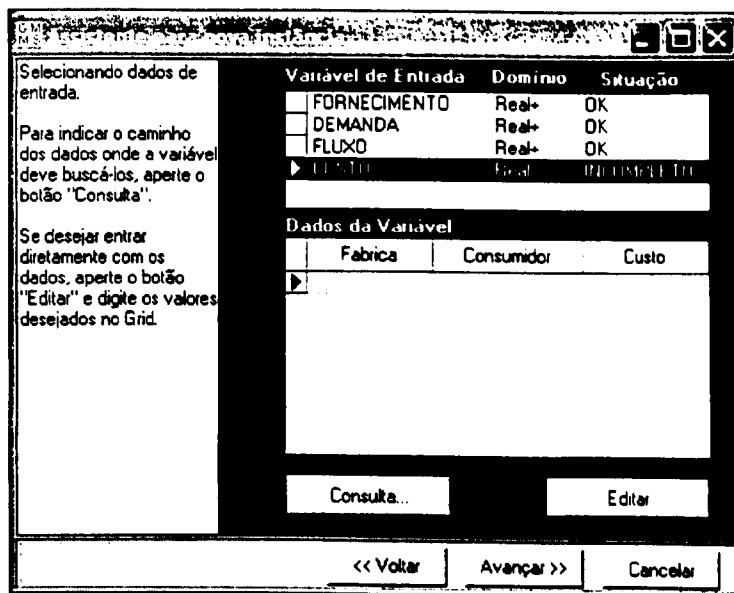 Selecionando dados de
entrada.
Para indicar o caminho
dos dados onde a variável
deve buscá-los, aperte o
botão "Consulta".
Se desejar entrar
diretamente com os
dados, aperte o botão
"Editar" e digite os valores
desejados no Grid.
Variável de Entrada Domínio Situação
FORNECIMENTO Real+ OK
DEMANDA Real+ OK
FLUXO Real+ OK
CUSTO Real INCOMPLETO
Dados da Variável
Fabrica Consumidor Custo
Consulta... Editar
<< Voltar Avançar >> Cancelar